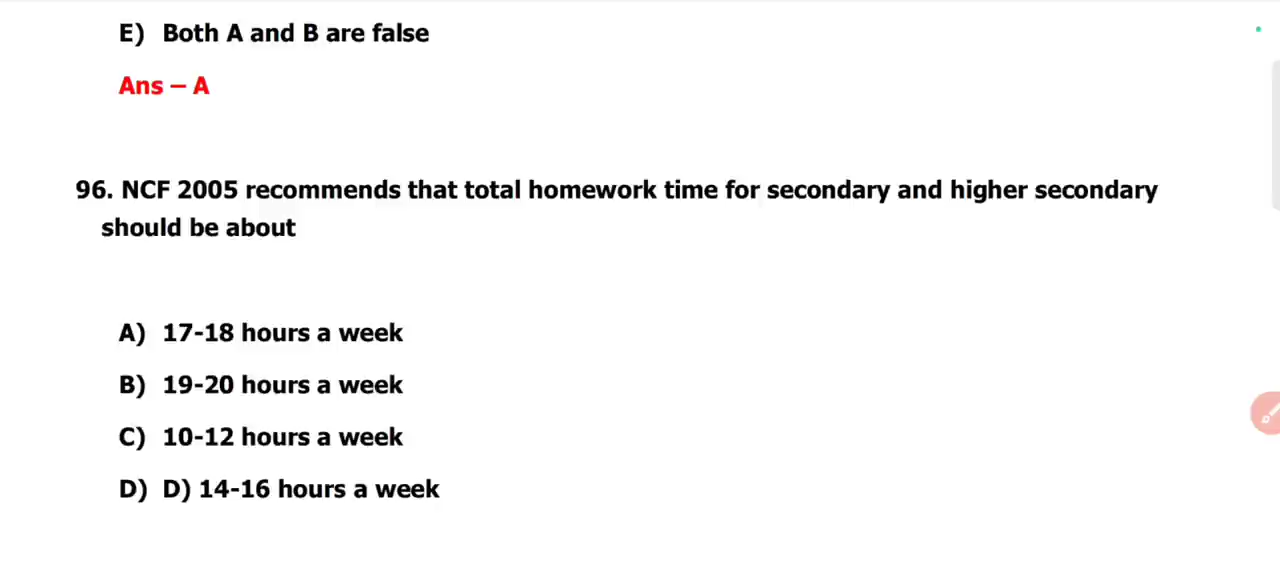 E) Both A and B are false
Ans – A
96. NCF 2005 recommends that total homework time for secondary and higher secondary
should be about
A) 17-18 hours a week
B) 19-20 hours a week
C) 10-12 hours a week
D) D) 14-16 hours a week